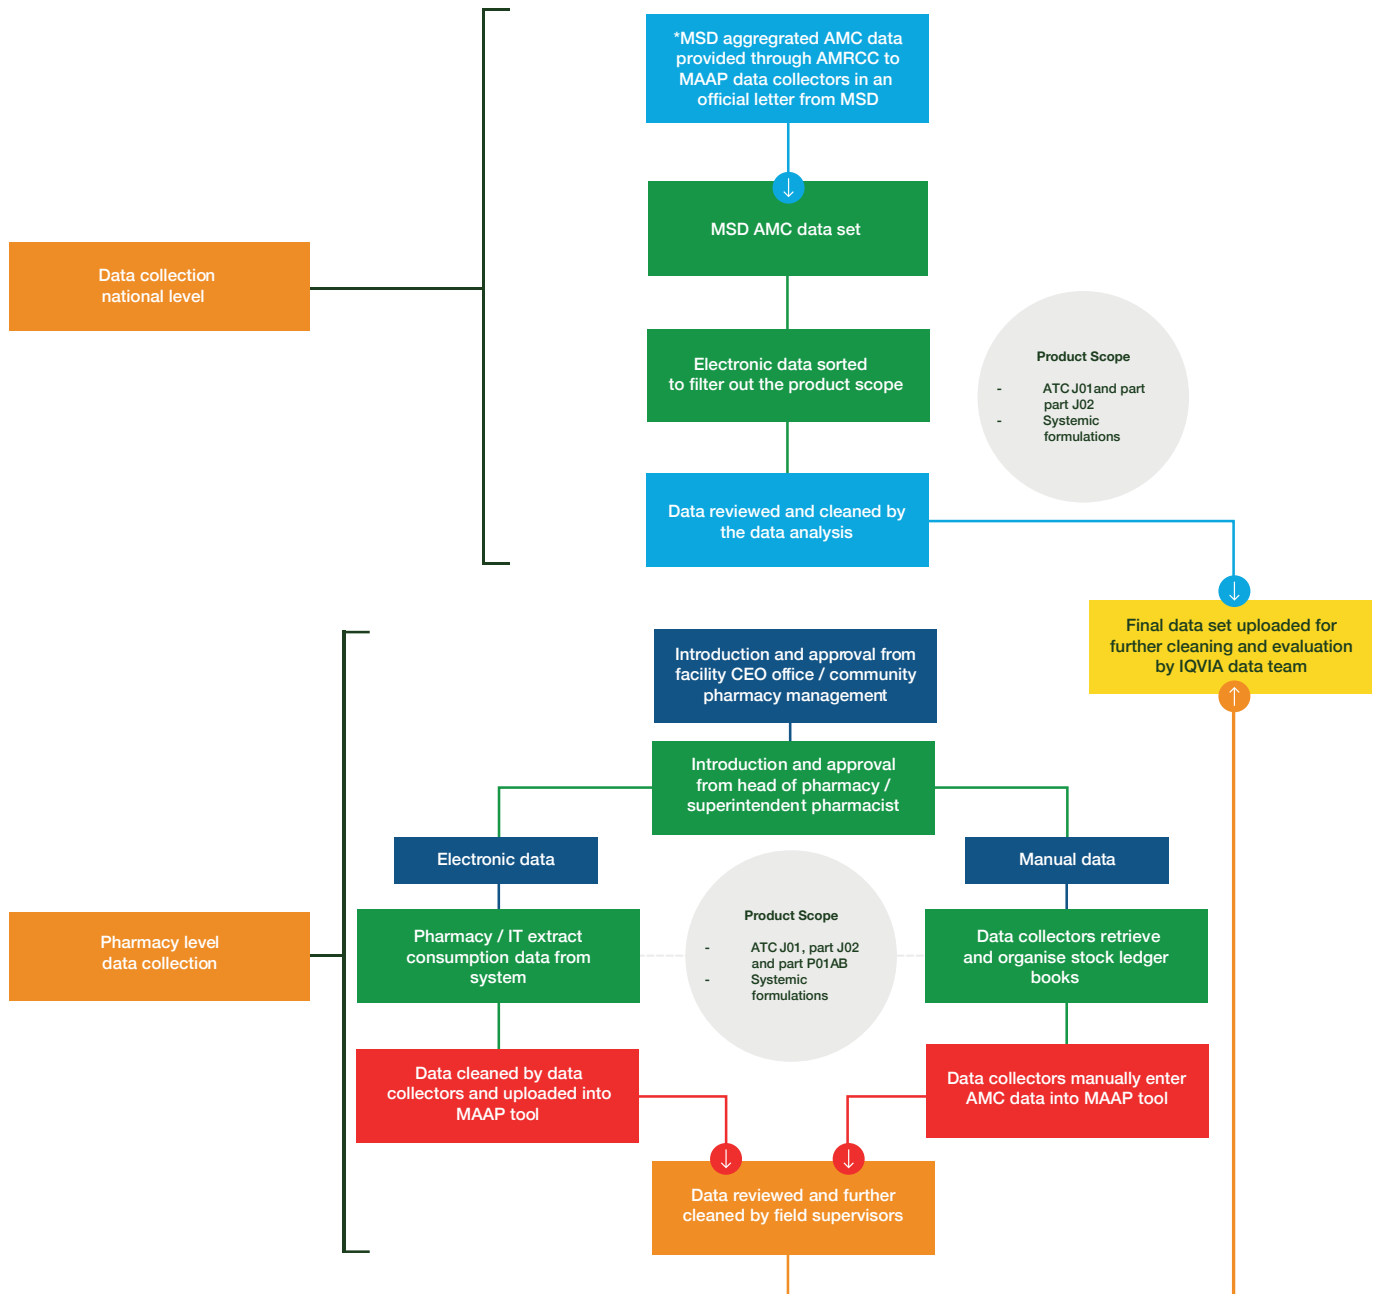 *MSD aggregrated AMC data
provided through AMRCC to
MAAP data collectors in an
official letter from MSD
MSD AMC data set
Data collection
national level
Electronic data sorted
to filter out the product scope
Product Scope
- ATC J01and part
part J02
- Systemic
formulations
Data reviewed and cleaned by
the data analysis
Final data set uploaded for
further cleaning and evaluation
by IQVIA data team
Introduction and approval from
facility CEO office / community
pharmacy management
Introduction and approval
from head of pharmacy /
superintendent pharmacist
Electronic data
Manual data
Pharmacy level
data collection
Pharmacy / IT extract
consumption data from
system
Product Scope
- ATC J01, part J02
and part P01AB
- Systemic
formulations
Data collectors retrieve
and organise stock ledger
books
Data cleaned by data
collectors and uploaded into
MAAP tool
Data collectors manually enter
AMC data into MAAP tool
Data reviewed and further
cleaned by field supervisors